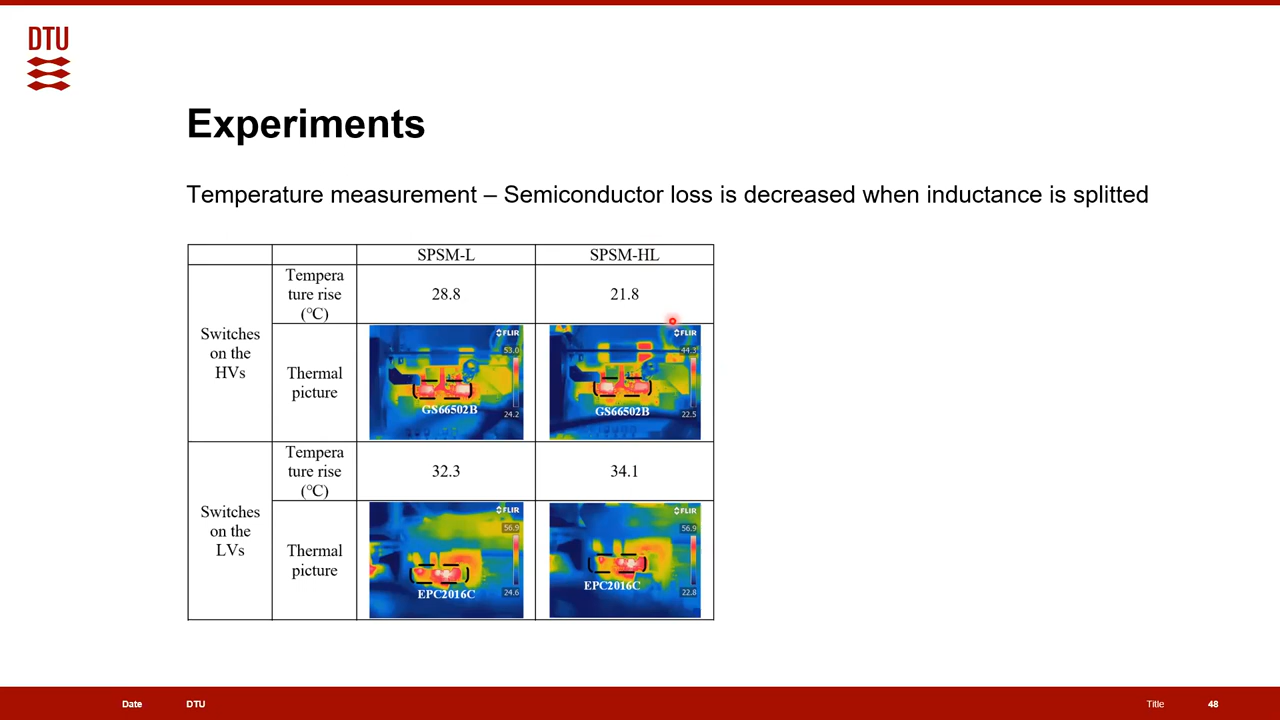 DTU
Experiments
Temperature measurement – Semiconductor loss is decreased when inductance is splitted
SPSM-L SPSM-HL
Switches
on the
HVs
Tempera
ture rise
(℃)
28.8 21.8
Thermal
picture
FLIR
53.0
GS66502B
24.2
FLIR
44.3
GS66502B
22.5
Switches
on the
LVs
Tempera
ture rise
(℃)
32.3 34.1
Thermal
picture
FLIR
56.9
EPC2016C
24.6
FLIR
56.9
EPC2016C
22.8
Date DTU Title 48